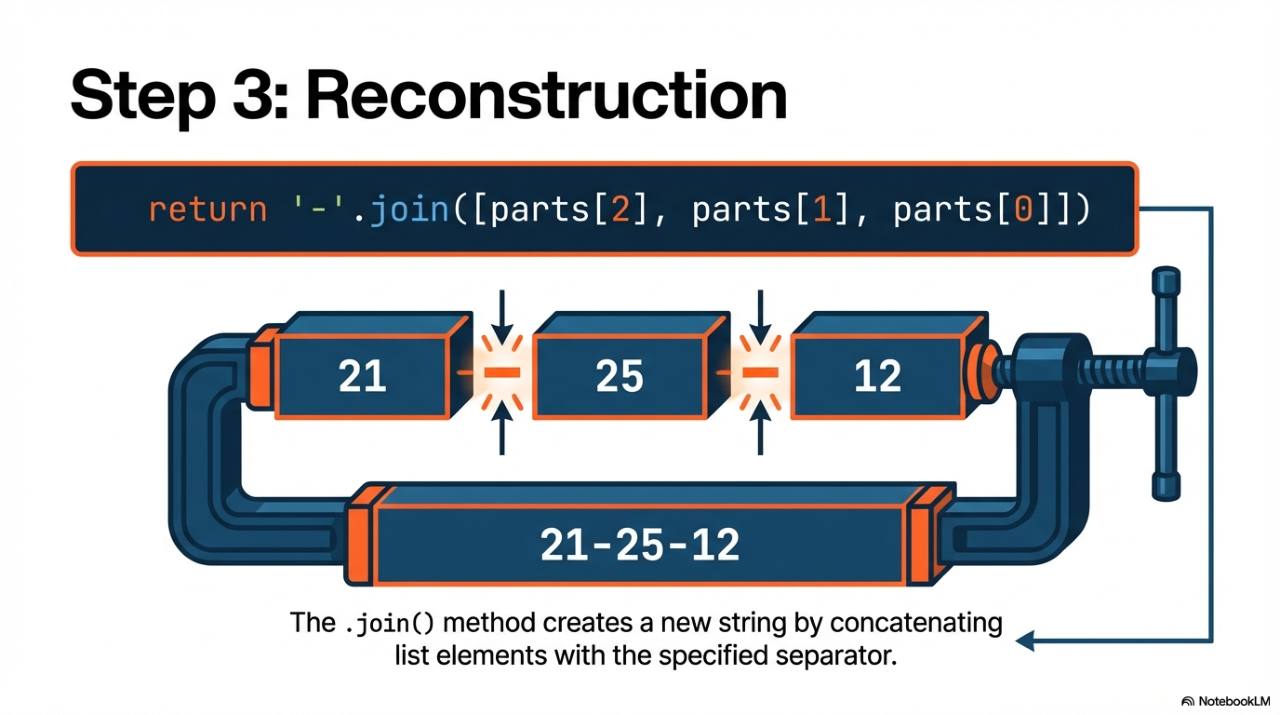 Step 3: Reconstruction
return '-'.join([parts[2], parts[1], parts[0]])
21 - 25 - 12
21-25-12
The .join() method creates a new string by concatenating
list elements with the specified separator.
NotebookLM